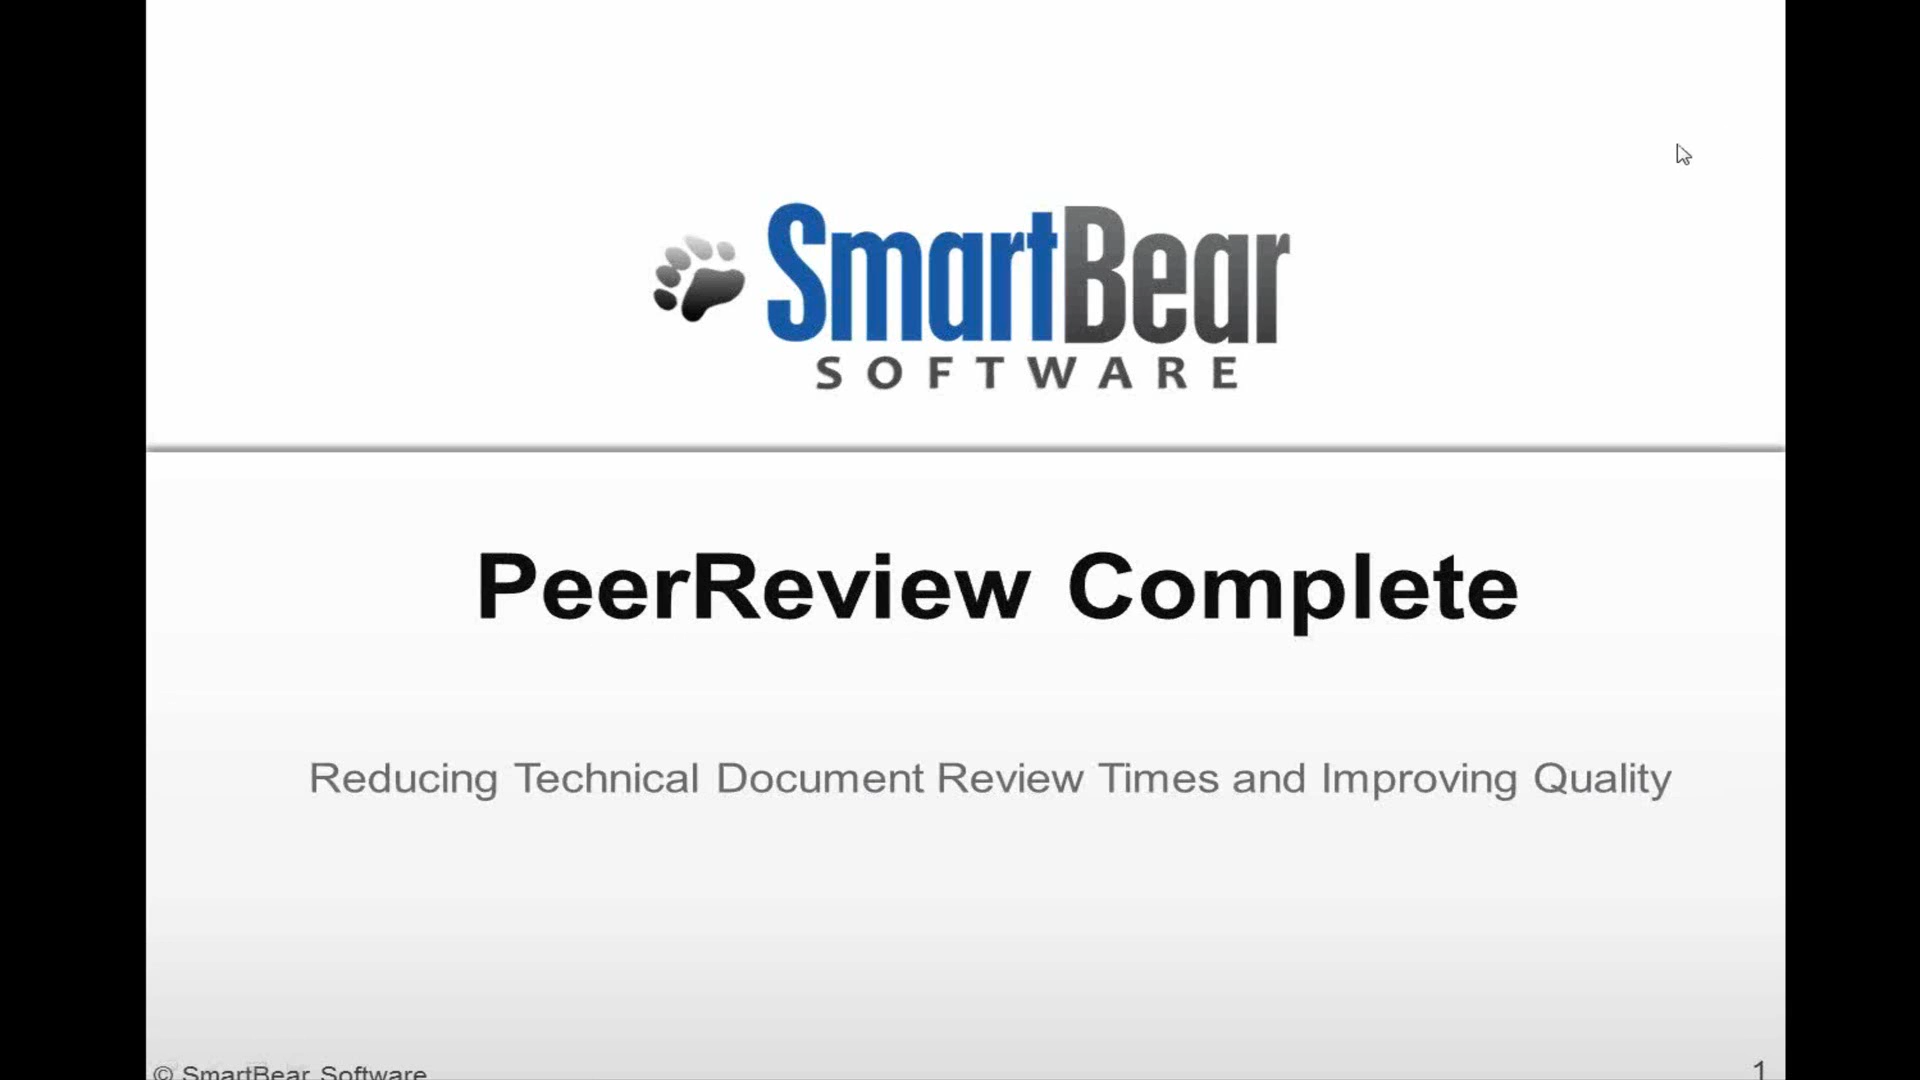 SmartBear
SOFTWARE
PeerReview Complete
Reducing Technical Document Review Times and Improving Quality
© SmartBear Software
1